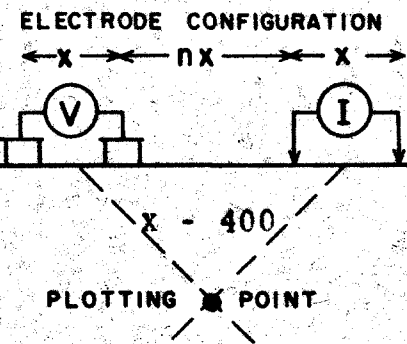 ELECTRODE CONFIGURATION
x nx x
V I
x - 400
PLOTTING POINT